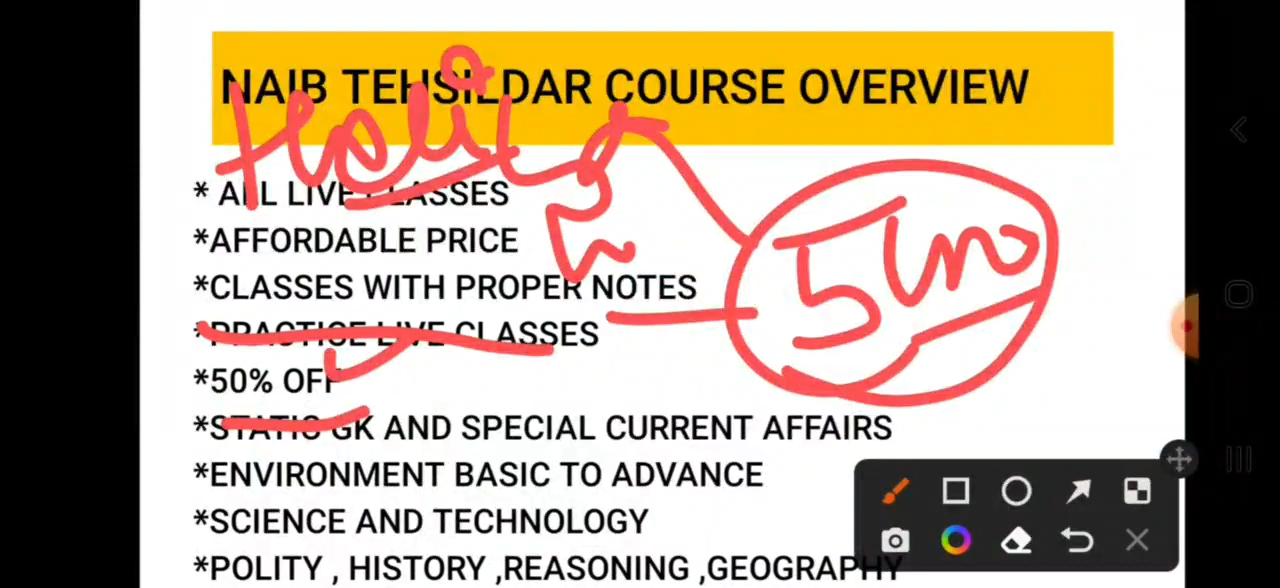 NAIB TEHSILDAR COURSE OVERVIEW
* ALL LIVE CLASSES
*AFFORDABLE PRICE
*CLASSES WITH PROPER NOTES
*PRACTICE LIVE CLASSES
*50% OFF
*STATIC GK AND SPECIAL CURRENT AFFAIRS
*ENVIRONMENT BASIC TO ADVANCE
*SCIENCE AND TECHNOLOGY
*POLITY , HISTORY ,REASONING ,GEOGRAPHY